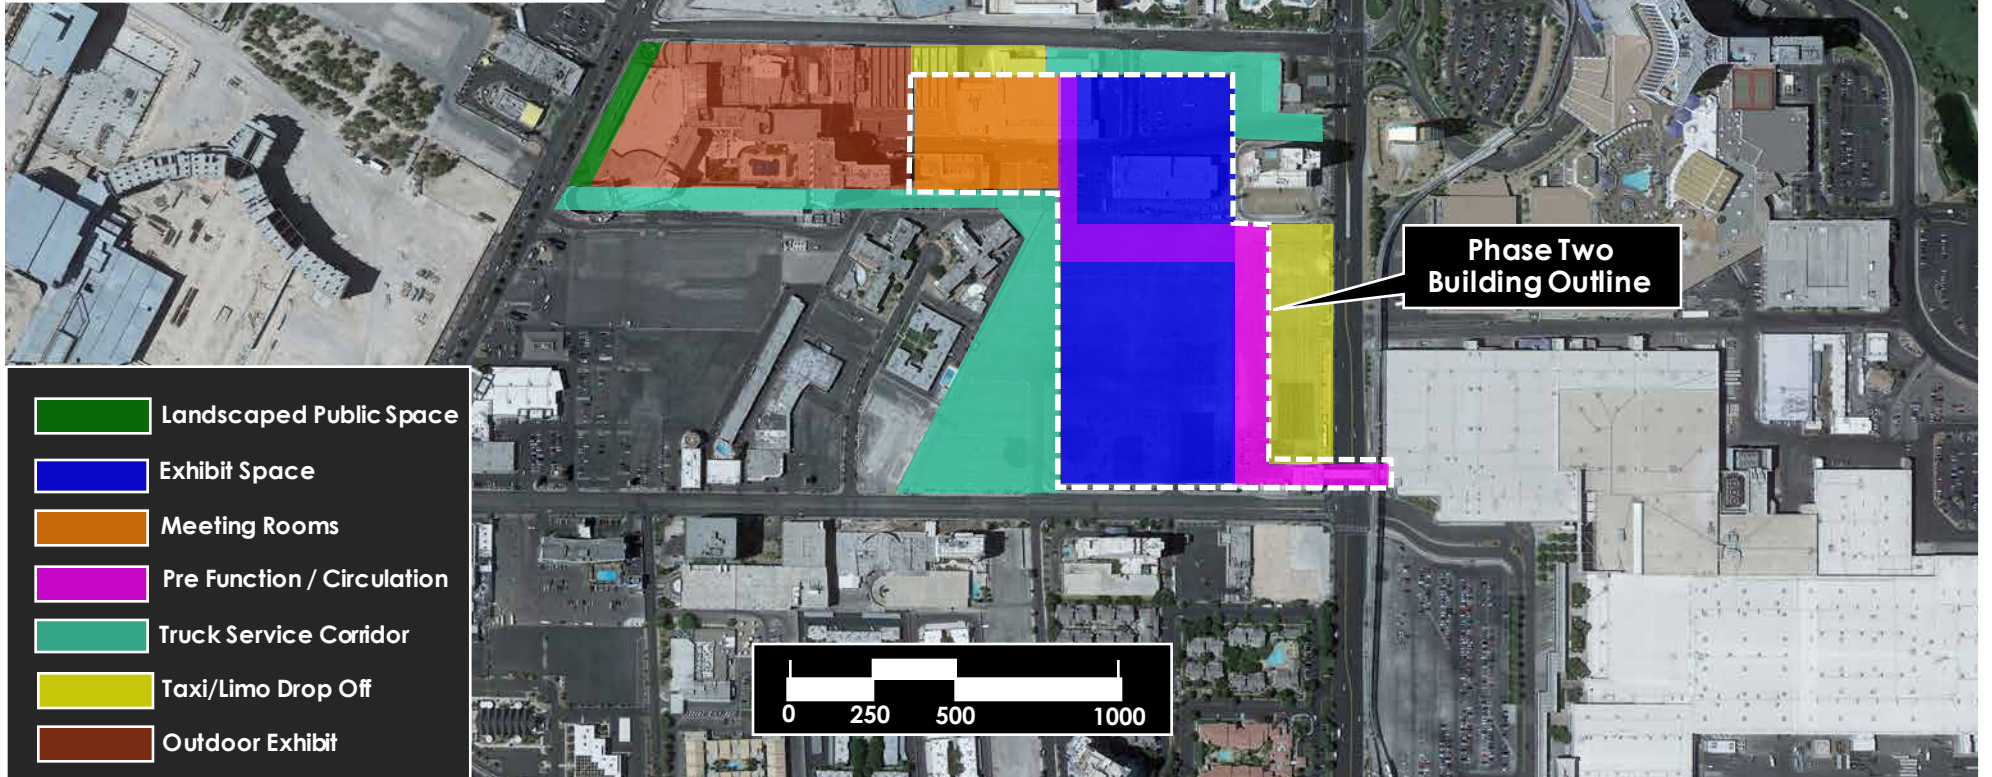 Phase Two
Building Outline
Landscaped Public Space
Exhibit Space
Meeting Rooms
Pre Function / Circulation
Truck Service Corridor
Taxi/Limo Drop Off
Outdoor Exhibit
0 250 500 1000